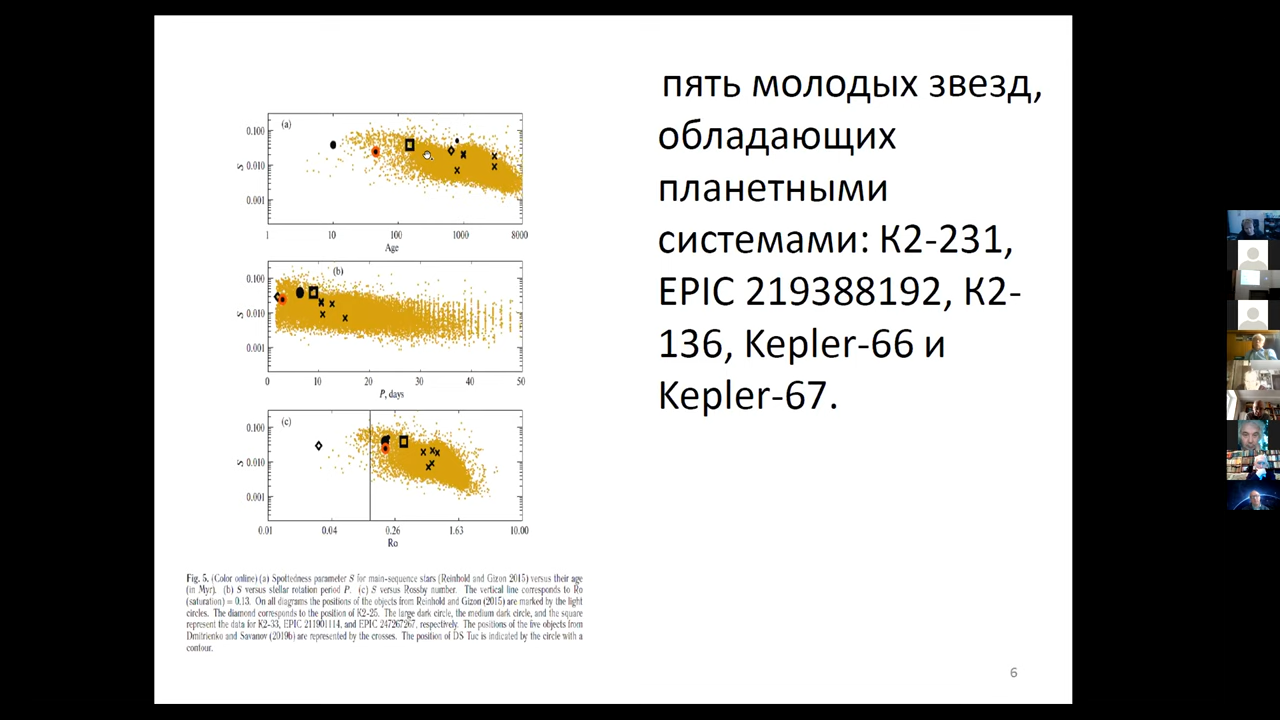 (a)
0.100
S
0.010
0.001
1 10 100 1000 8000
Age
(b)
0.100
S
0.010
0.001
0 10 20 30 40 50
P, days
(c)
0.100
S
0.010
0.001
0.01 0.04 0.26 1.63 10.00
Ro
Fig. 5. (Color online) (a) Spottedness parameter S for main-sequence stars (Reinhold and Gizon 2015) versus their age
(in Myr). (b) S versus stellar rotation period P. (c) S versus Rossby number. The vertical line corresponds to Ro
(saturation) = 0.13. On all diagrams the positions of the objects from Reinhold and Gizon (2015) are marked by the light
circles. The diamond corresponds to the position of K2-25. The large dark circle, the medium dark circle, and the square
represent the data for K2-33, EPIC 211901114, and EPIC 247267267, respectively. The positions of the five objects from
Dmitrienko and Savanov (2019b) are represented by the crosses. The position of DS Tuc is indicated by the circle with a
contour.
пять молодых звезд,
обладающих
планетными
системами: К2-231,
EPIC 219388192, К2-
136, Kepler-66 и
Kepler-67.
6